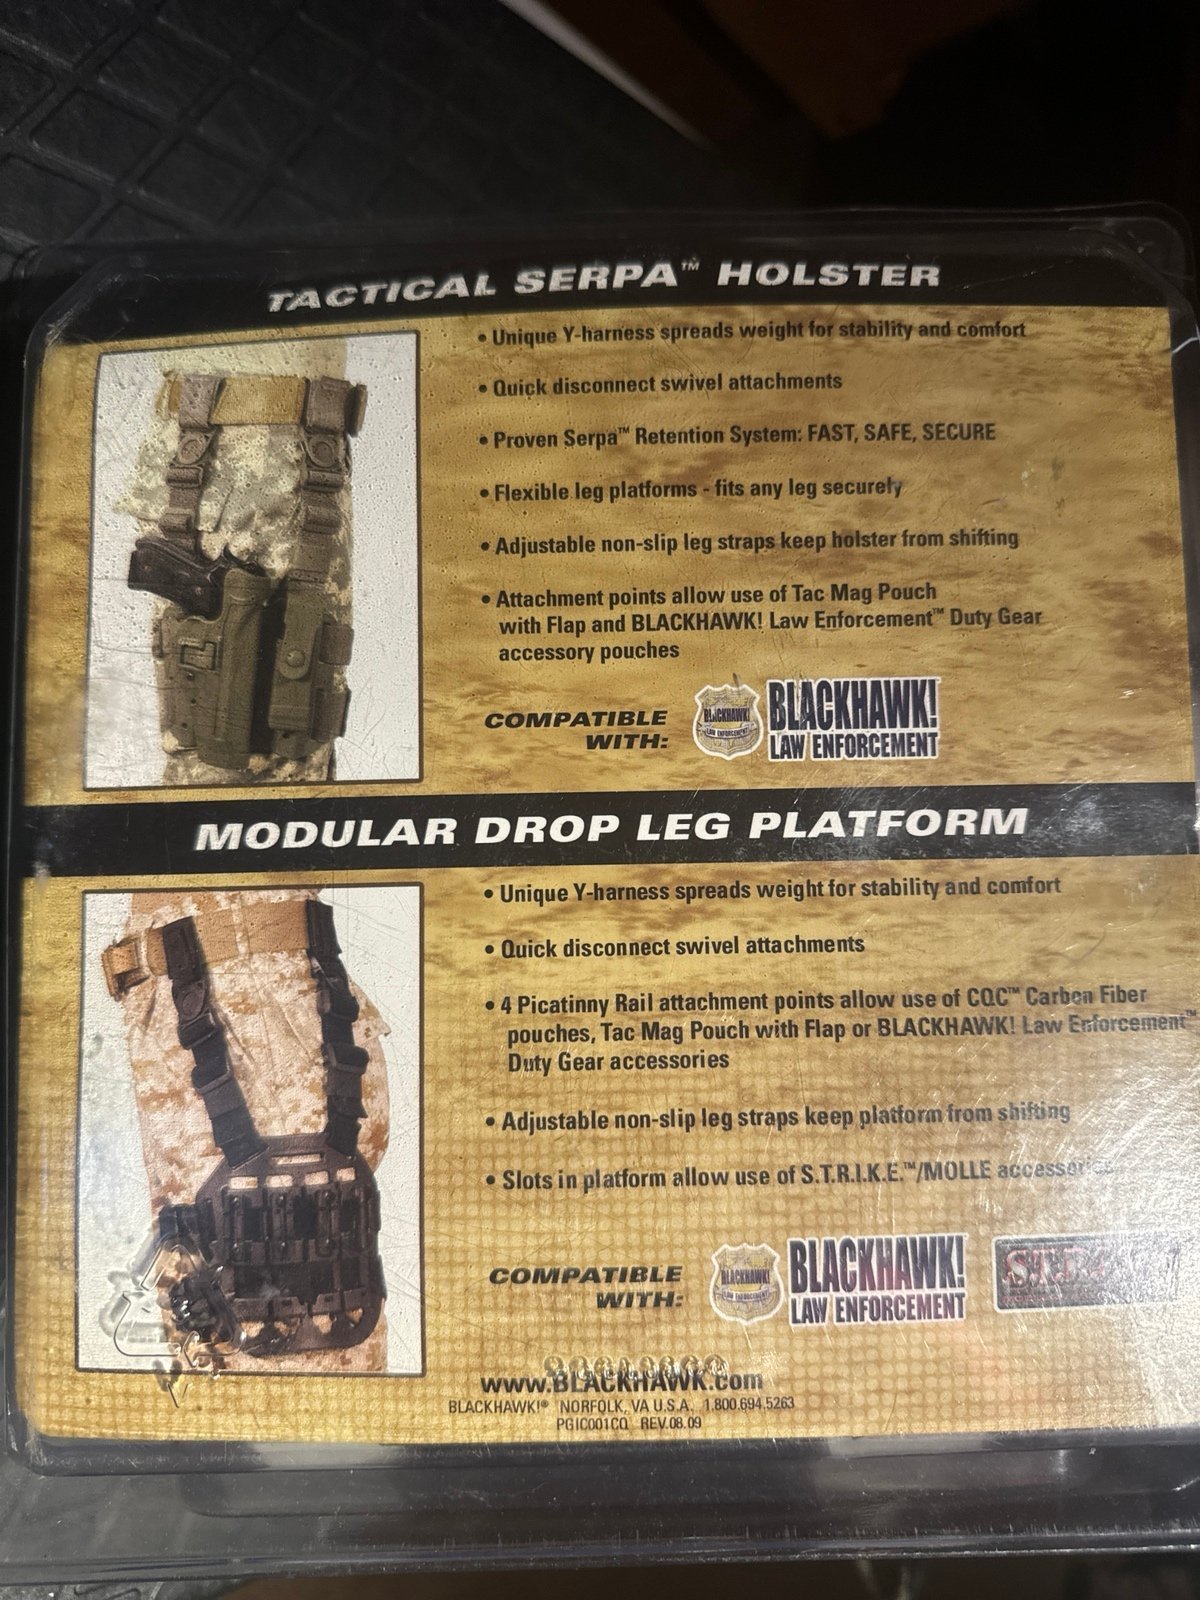 TACTICAL SERPA™ HOLSTER
• Unique Y-harness spreads weight for stability and comfort
• Quick disconnect swivel attachments
• Proven Serpa™ Retention System: FAST, SAFE, SECURE
• Flexible leg platforms - fits any leg securely
• Adjustable non-slip leg straps keep holster from shifting
• Attachment points allow use of Tac Mag Pouch
with Flap and BLACKHAWK! Law Enforcement™ Duty Gear
accessory pouches
COMPATIBLE
WITH:
BLACKHAWK!
LAW ENFORCEMENT
BLACKHAWK!
LAW ENFORCEMENT
MODULAR DROP LEG PLATFORM
• Unique Y-harness spreads weight for stability and comfort
• Quick disconnect swivel attachments
• 4 Picatinny Rail attachment points allow use of CQC™ Carbon Fiber
pouches, Tac Mag Pouch with Flap or BLACKHAWK! Law Enforcement™
Duty Gear accessories
• Adjustable non-slip leg straps keep platform from shifting
• Slots in platform allow use of S.T.R.I.K.E.™/MOLLE accessories
COMPATIBLE
WITH:
BLACKHAWK!
LAW ENFORCEMENT
BLACKHAWK!
LAW ENFORCEMENT
www.BLACKHAWK.com
BLACKHAWK!® NORFOLK, VA U.S.A. 1.800.694.5263
PGIC001CQ REV.08.09